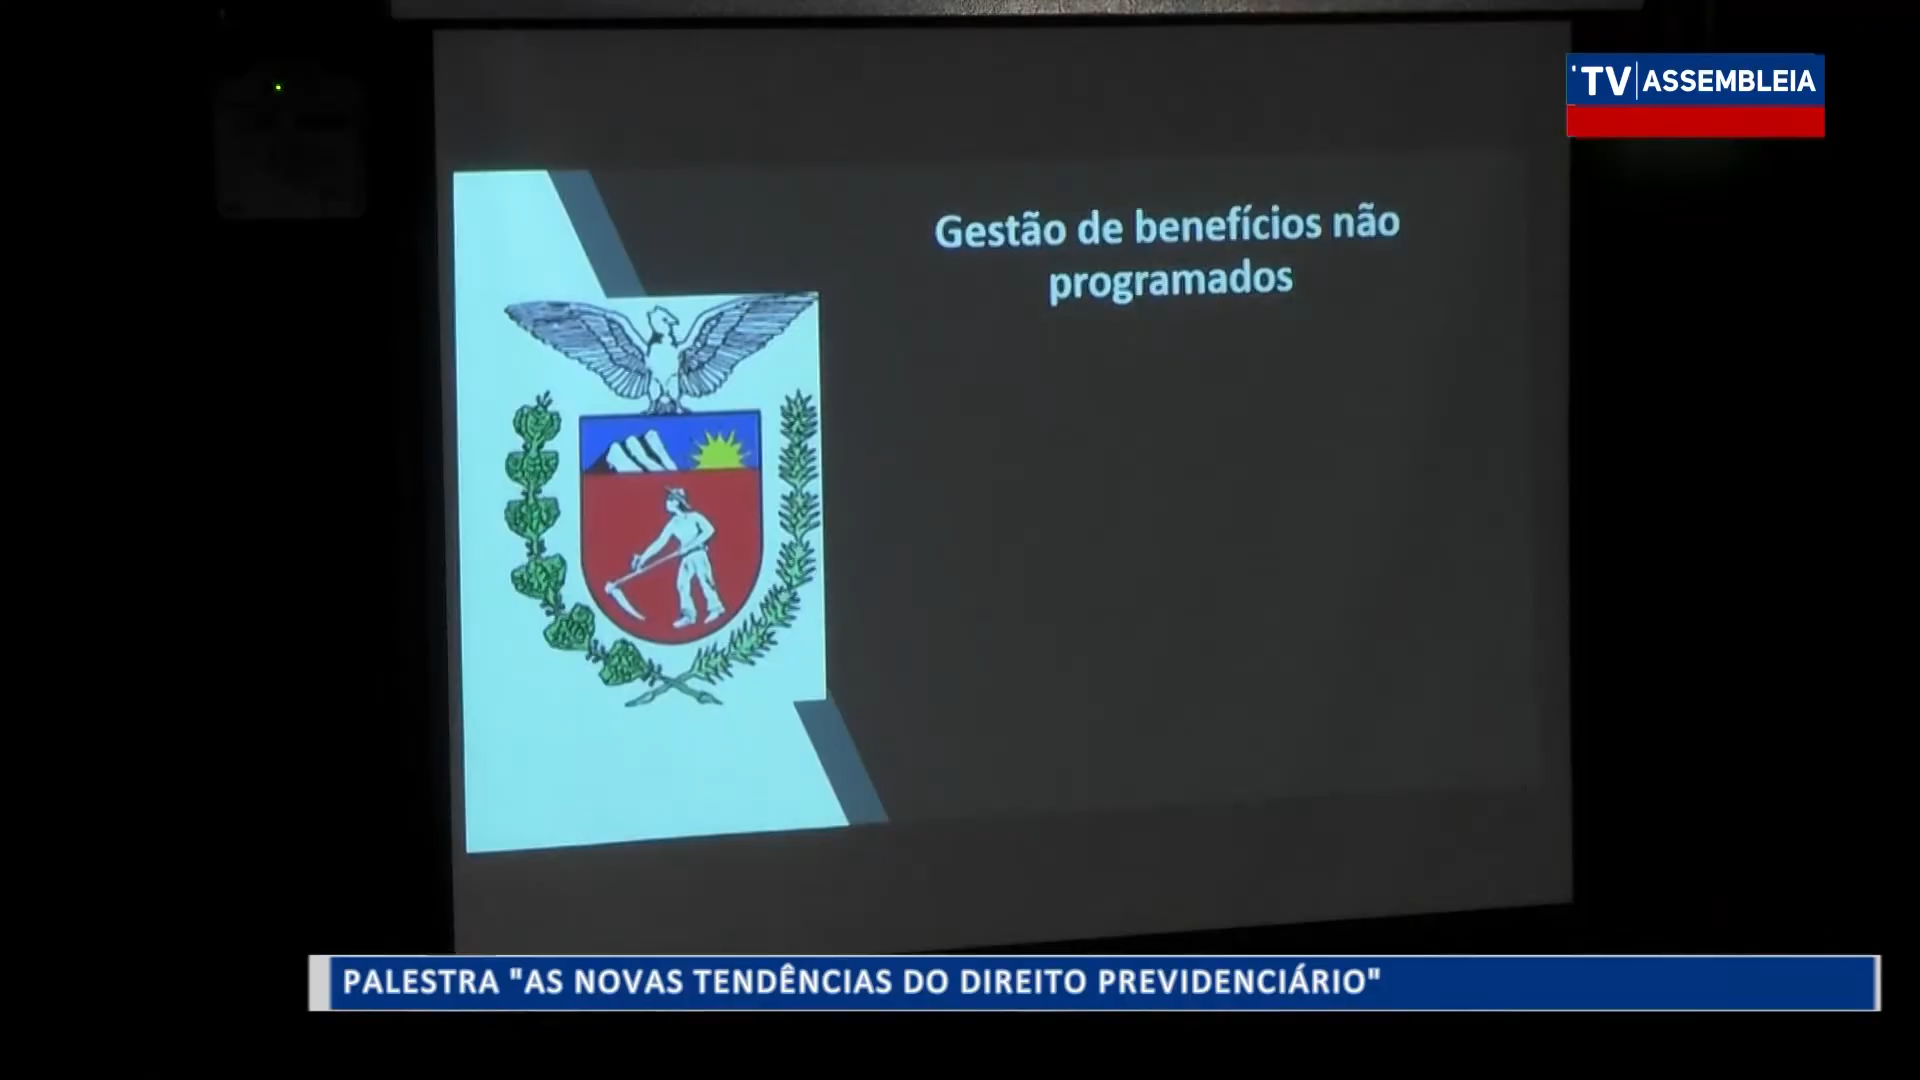 TV ASSEMBLEIA
Gestão de benefícios não
programados
PALESTRA "AS NOVAS TENDÊNCIAS DO DIREITO PREVIDENCIÁRIO"